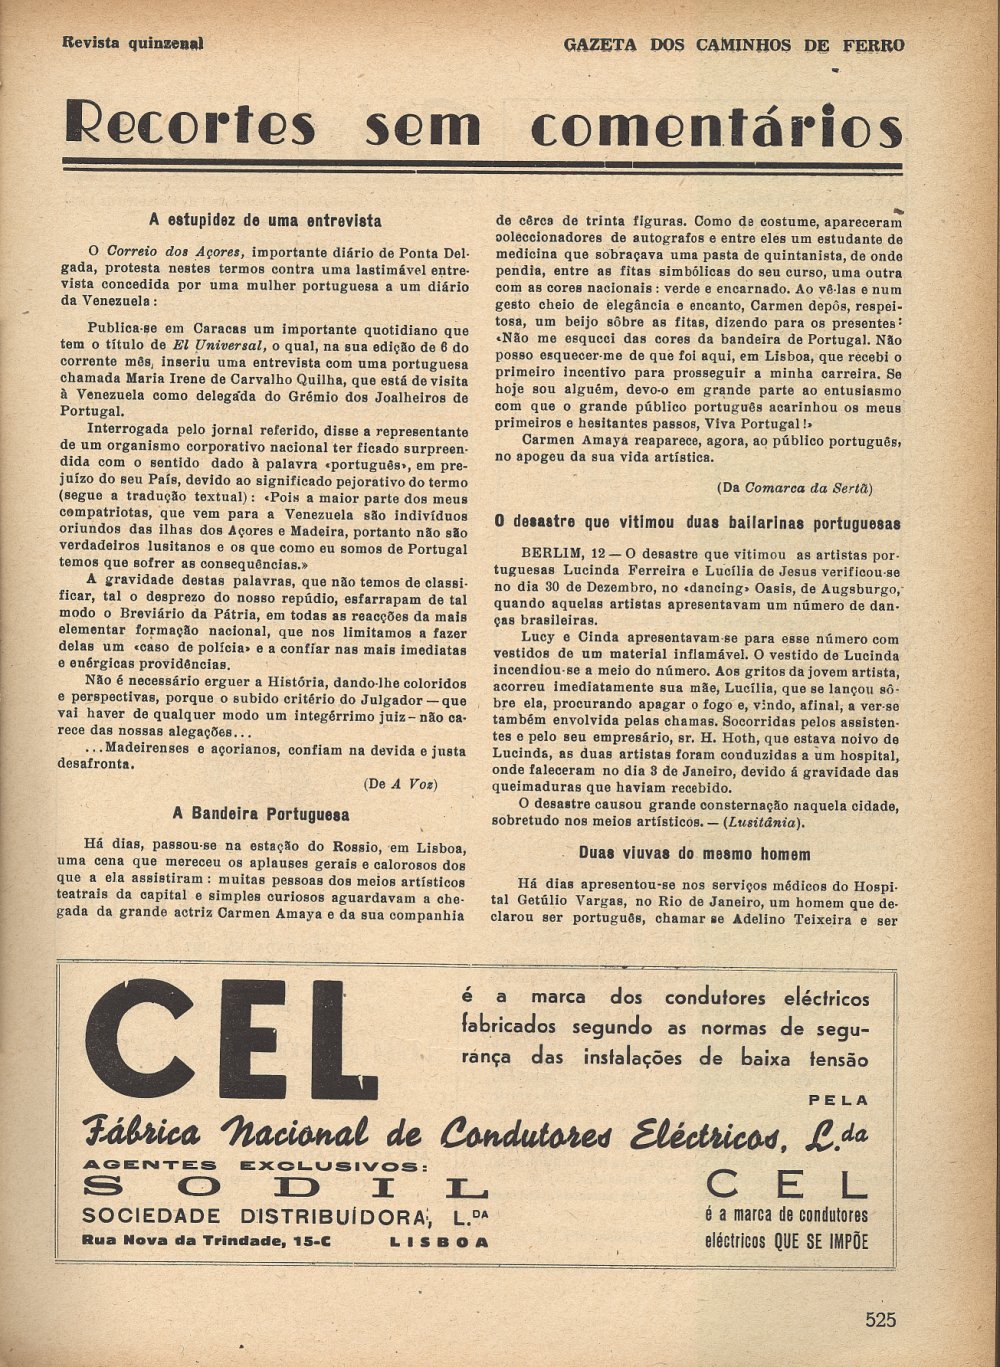 Revista quinzenal
GAZETA DOS CAMINHOS DE FERRO
Recortes sem comentários
A estupidez de uma entrevista
O Correio dos Açores, importante diário de Ponta Del-
gada, protesta nestes termos contra uma lastimável entre-
vista concedida por uma mulher portuguesa a um diário
da Venezuela :
Publica-se em Caracas um importante quotidiano que
tem o título de El Universal, o qual, na sua edição de 6 do
corrente mês, inseriu uma entrevista com uma portuguesa
chamada Maria Irene de Carvalho Quilha, que está de visita
à Venezuela como delegada do Grémio dos Joalheiros de
Portugal.
Interrogada pelo jornal referido, disse a representante
de um organismo corporativo nacional ter ficado surpreen-
dida com o sentido dado à palavra «português», em pre-
juízo do seu País, devido ao significado pejorativo do termo
(segue a tradução textual) : «Pois a maior parte dos meus
compatriotas, que vem para a Venezuela são indivíduos
oriundos das ilhas dos Açores e Madeira, portanto não são
verdadeiros lusitanos e os que como eu somos de Portugal
temos que sofrer as consequências.»
A gravidade destas palavras, que não temos de classi-
ficar, tal o desprezo do nosso repúdio, esfarrapam de tal
modo o Breviário da Pátria, em todas as reacções da mais
elementar formação nacional, que nos limitamos a fazer
delas um «caso de polícia» e a confiar nas mais imediatas
e enérgicas providências.
Não é necessário erguer a História, dando-lhe coloridos
e perspectivas, porque o subido critério do Julgador — que
vai haver de qualquer modo um integérrimo juiz – não ca-
rece das nossas alegações...
...Madeirenses e açorianos, confiam na devida e justa
desafronta.
(De A Voz)
A Bandeira Portuguesa
Há dias, passou-se na estação do Rossio, em Lisboa,
uma cena que mereceu os aplauses gerais e calorosos dos
que a ela assistiram : muitas pessoas dos meios artísticos
teatrais da capital e simples curiosos aguardavam a che-
gada da grande actriz Carmen Amaya e da sua companhia
de cêrca de trinta figuras. Como de costume, apareceram
coleccionadores de autografos e entre eles um estudante de
medicina que sobraçava uma pasta de quintanista, de onde
pendia, entre as fitas simbólicas do seu curso, uma outra
com as cores nacionais : verde e encarnado. Ao vê-las e num
gesto cheio de elegância e encanto, Carmen depôs, respei-
tosa, um beijo sôbre as fitas, dizendo para os presentes :
«Não me esqueci das cores da bandeira de Portugal. Não
posso esquecer-me de que foi aqui, em Lisboa, que recebi o
primeiro incentivo para prosseguir a minha carreira. Se
hoje sou alguém, devo-o em grande parte ao entusiasmo
com que o grande público português acarinhou os meus
primeiros e hesitantes passos, Viva Portugal !»
Carmen Amaya reaparece, agora, ao público português,
no apogeu da sua vida artística.
(Da Comarca da Sertã)
O desastre que vitimou duas bailarinas portuguesas
BERLIM, 12 — O desastre que vitimou as artistas por-
tuguesas Lucinda Ferreira e Lucília de Jesus verificou-se
no dia 30 de Dezembro, no «dancing» Oasis, de Augsburgo,
quando aquelas artistas apresentavam um número de dan-
ças brasileiras.
Lucy e Cinda apresentavam-se para esse número com
vestidos de um material inflamável. O vestido de Lucinda
incendiou-se a meio do número. Aos gritos da jovem artista,
acorreu imediatamente sua mãe, Lucília, que se lançou sô-
bre ela, procurando apagar o fogo e, vindo, afinal, a ver-se
também envolvida pelas chamas. Socorridas pelos assisten-
tes e pelo seu empresário, sr. H. Hoth, que estava noivo de
Lucinda, as duas artistas foram conduzidas a um hospital,
onde faleceram no dia 3 de Janeiro, devido á gravidade das
queimaduras que haviam recebido.
O desastre causou grande consternação naquela cidade,
sobretudo nos meios artísticos. — (Lusitânia).
Duas viuvas do mesmo homem
Há dias apresentou-se nos serviços médicos do Hospi-
tal Getúlio Vargas, no Rio de Janeiro, um homem que de-
clarou ser português, chamar se Adelino Teixeira e ser
CEL
é a marca dos condutores eléctricos
fabricados segundo as normas de segu-
rança das instalações de baixa tensão
PELA
Fábrica Nacional de Condutores Eléctricos, L.da
AGENTES EXCLUSIVOS:
SODIL
SOCIEDADE DISTRIBUÍDORA, L.DA
Rua Nova da Trindade, 15-C LISBOA
CEL
é a marca de condutores
eléctricos QUE SE IMPÕE
525